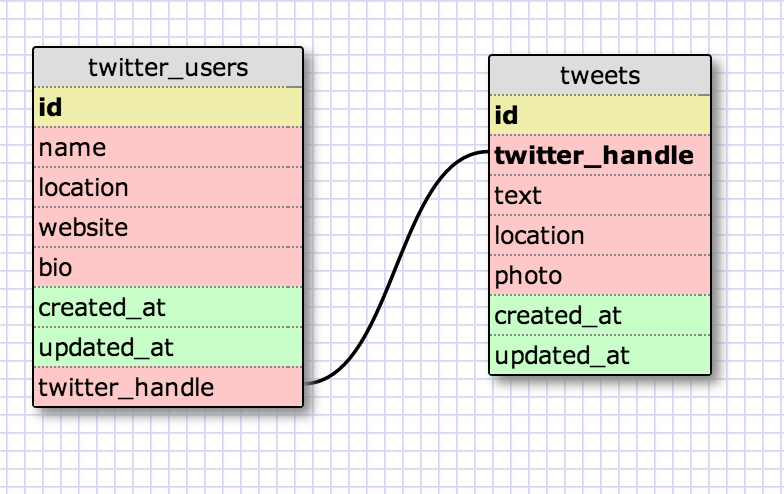 twitter_users
id
name
location
website
bio
created_at
updated_at
twitter_handle
tweets
id
twitter_handle
text
location
photo
created_at
updated_at